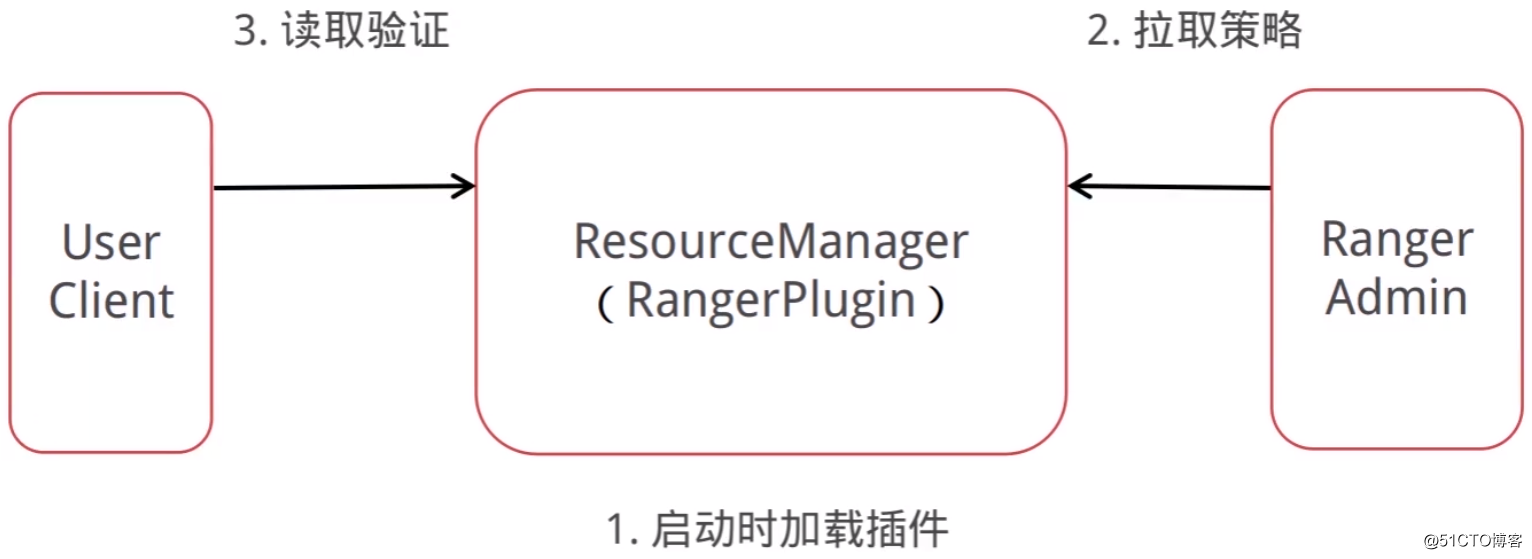 3. 读取验证
2. 拉取策略
User
Client
ResourceManager
（RangerPlugin）
Ranger
Admin
1. 启动时加载插件
@51CTO博客